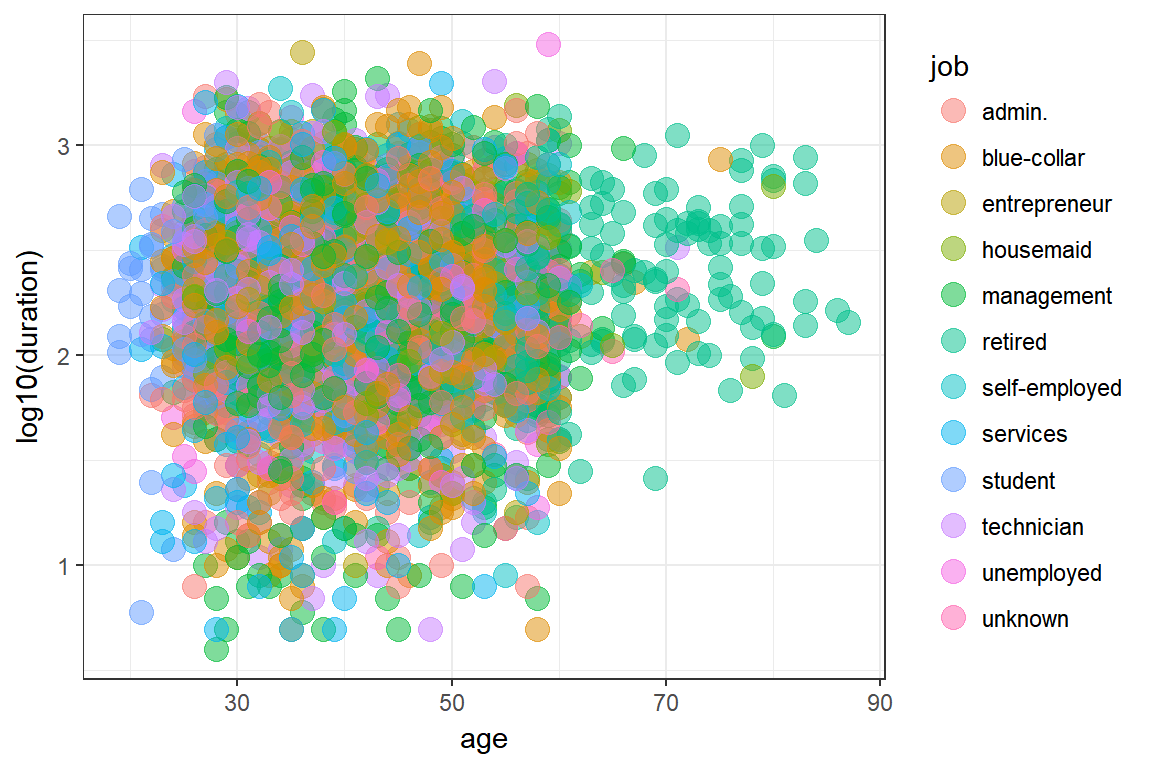 log10(duration)
3
2
1
30
50
70
90
age
job
admin.
blue-collar
entrepreneur
housemaid
management
retired
self-employed
services
student
technician
unemployed
unknown